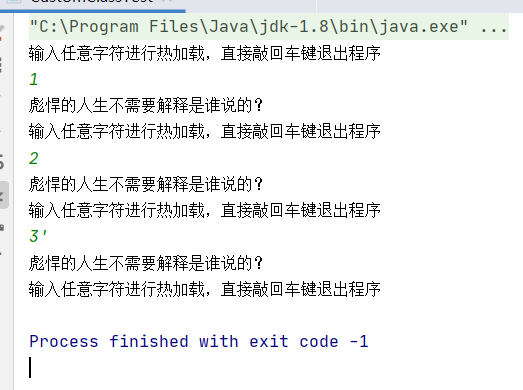 "C:\Program Files\Java\jdk-1.8\bin\java.exe" ...
输入任意字符进行热加载，直接敲回车键退出程序
1
彪悍的人生不需要解释是谁说的？
输入任意字符进行热加载，直接敲回车键退出程序
2
彪悍的人生不需要解释是谁说的？
输入任意字符进行热加载，直接敲回车键退出程序
3'
彪悍的人生不需要解释是谁说的？
输入任意字符进行热加载，直接敲回车键退出程序
Process finished with exit code -1